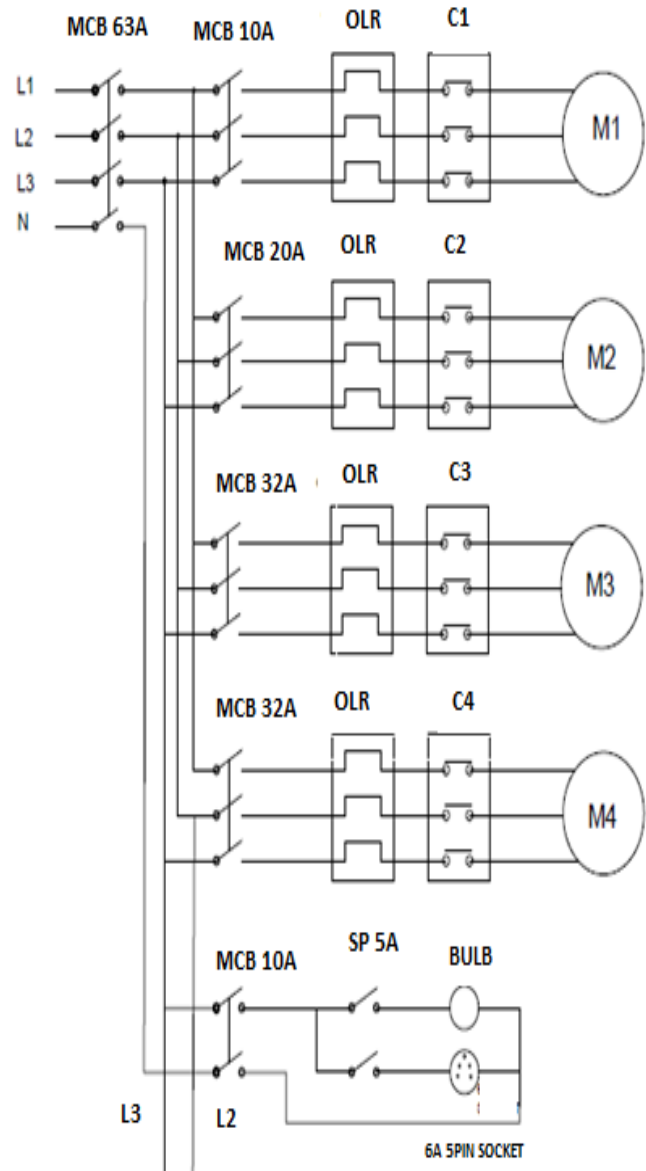 MCB 63A MCB 10A OLR C1
L1
L2
M1
L3
N
MCB 20A OLR C2
M2
MCB 32A OLR C3
M3
MCB 32A OLR C4
M4
MCB 10A SP 5A BULB
L3 L2
6A 5PIN SOCKET